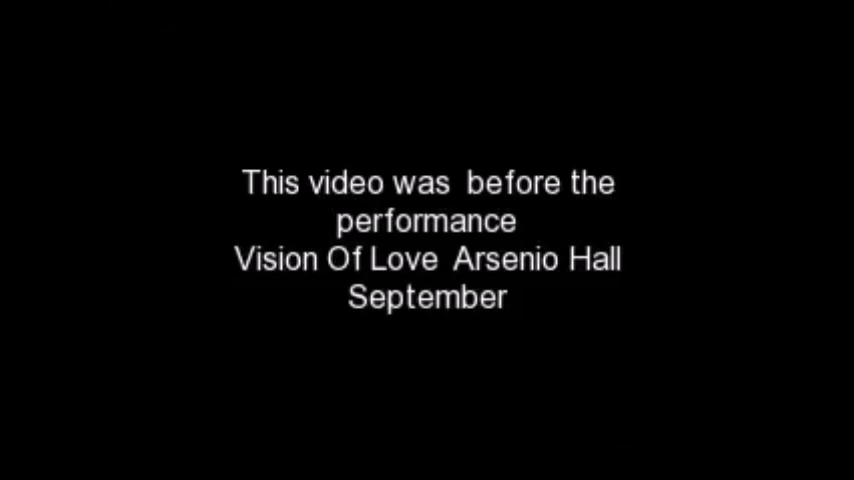 This video was  before the
performance
Vision Of Love  Arsenio Hall
September